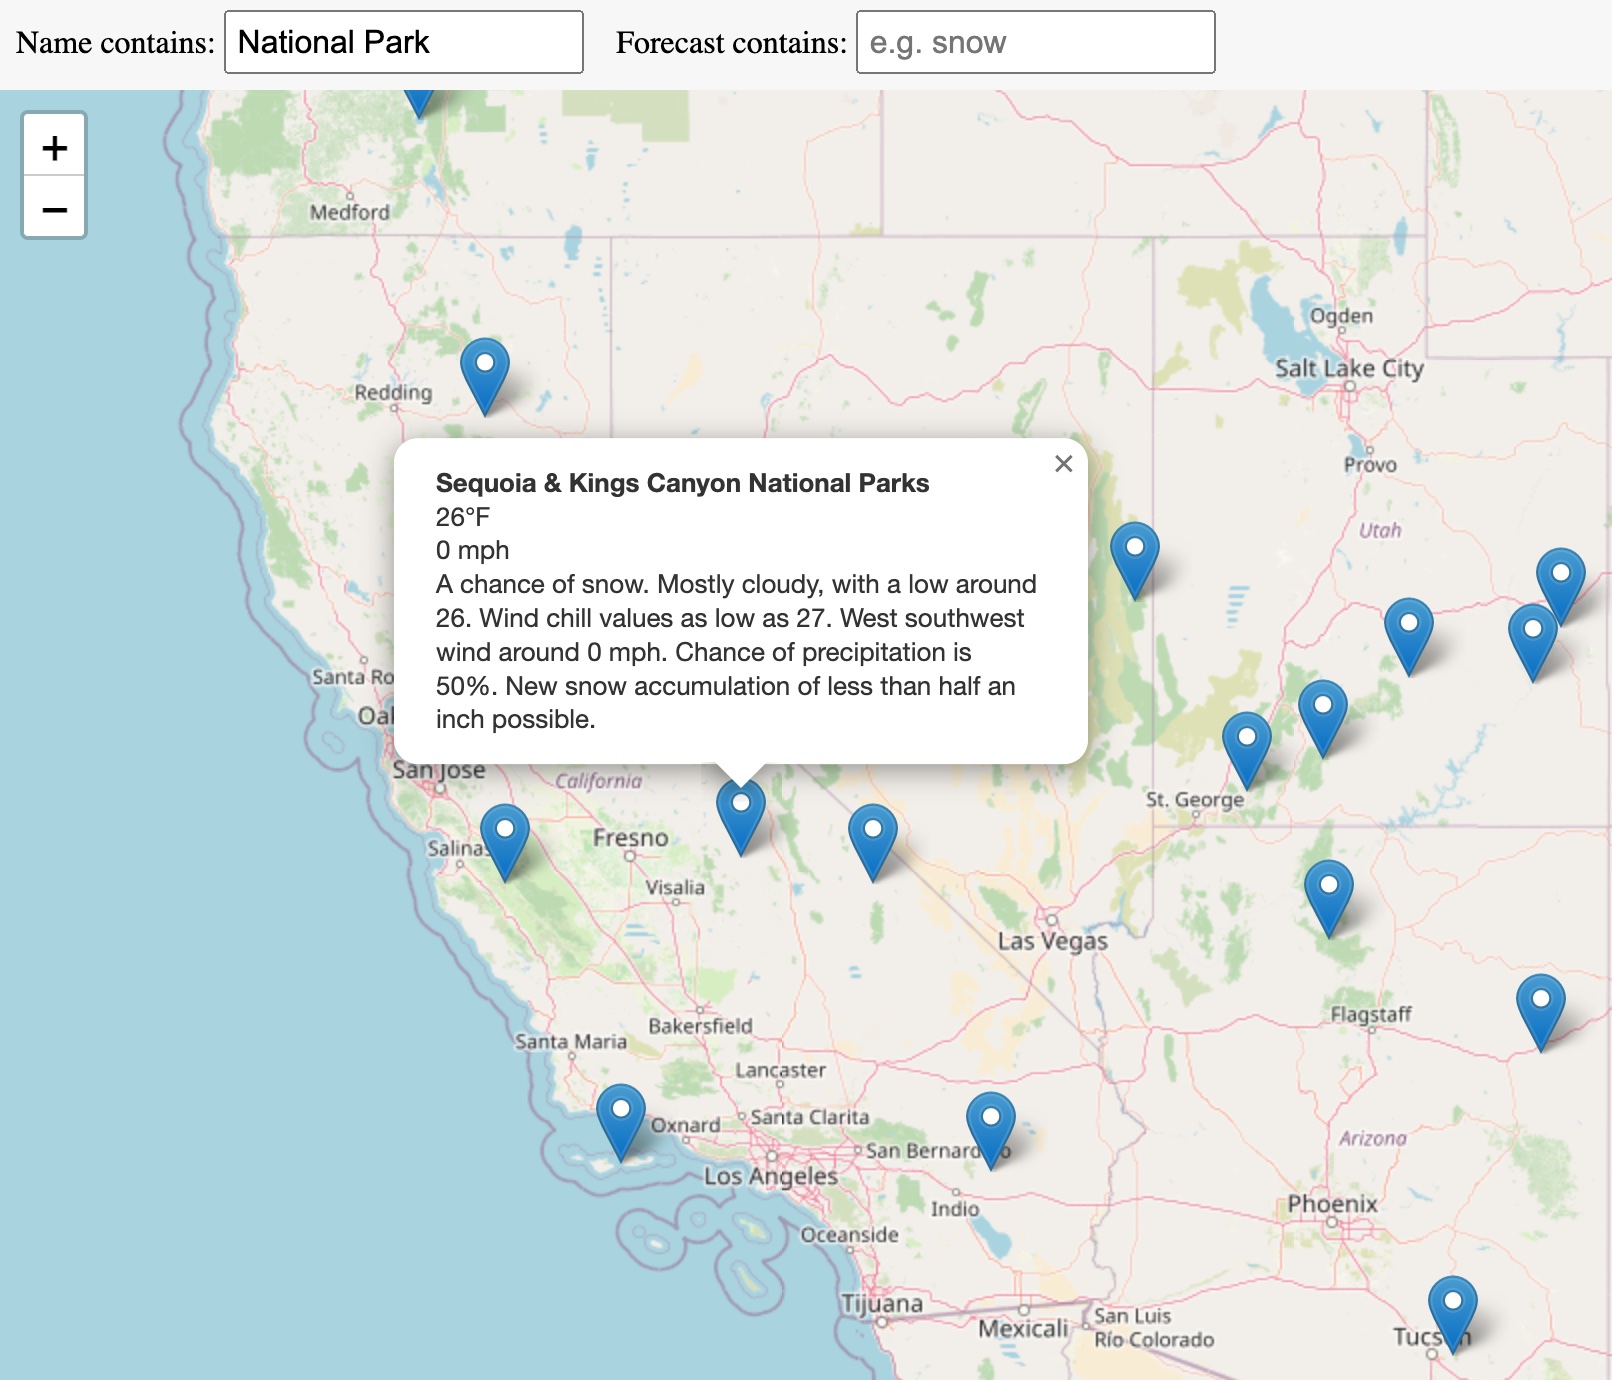 Name contains: National Park Forecast contains: e.g. snow
+
−
Medford
Ogden
Salt Lake City
Redding
Provo
Utah
Sequoia & Kings Canyon National Parks
×
26°F
0 mph
A chance of snow. Mostly cloudy, with a low around
26. Wind chill values as low as 27. West southwest
wind around 0 mph. Chance of precipitation is
50%. New snow accumulation of less than half an
inch possible.
Santa Ro
Oal
San Jose
California
St. George
Fresno
Salinas
Visalia
Las Vegas
Flagstaff
Bakersfield
Santa Maria
Lancaster
Santa Clarita
Oxnard
San Bernard o
Arizona
Los Angeles
Phoenix
Indio
Oceanside
Tijuana
Mexicali
San Luis
Río Colorado
Tucson